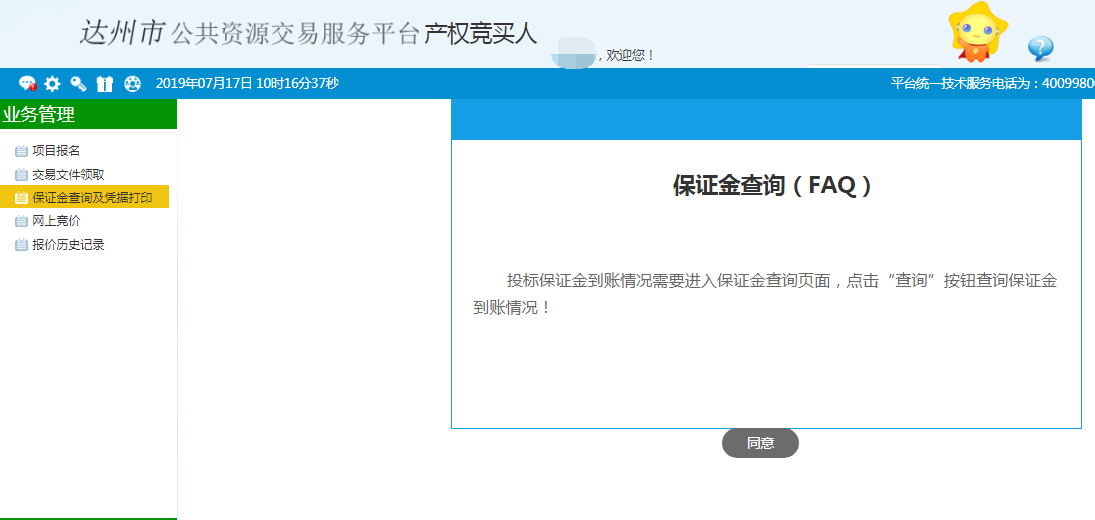 达州市公共资源交易服务平台产权竞买人
，欢迎您！
2019年07月17日 10时16分37秒
平台统一技术服务电话为：4009980
业务管理
项目报名
交易文件领取
保证金查询及凭据打印
网上竞价
报价历史记录
保证金查询（FAQ）
投标保证金到账情况需要进入保证金查询页面，点击“查询”按钮查询保证金
到账情况！
同意